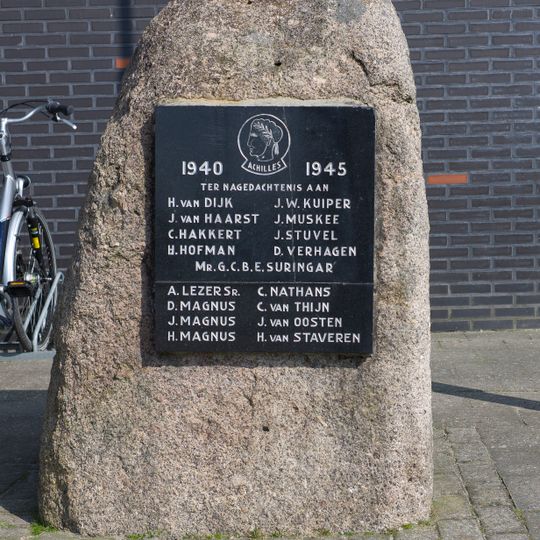 ACHILLES
1940 1945
TER NAGEDACHTENIS AAN
H. VAN DIJK J. W. KUIPER
J. VAN HAARST J. MUSKEE
C. HAKKERT J. STUVEL
H. HOFMAN D. VERHAGEN
MR. G. C. B. E. SURINGAR
A. LEZER SR. C. NATHANS
D. MAGNUS C. VAN THIJN
J. MAGNUS J. VAN OOSTEN
H. MAGNUS H. VAN STAVEREN